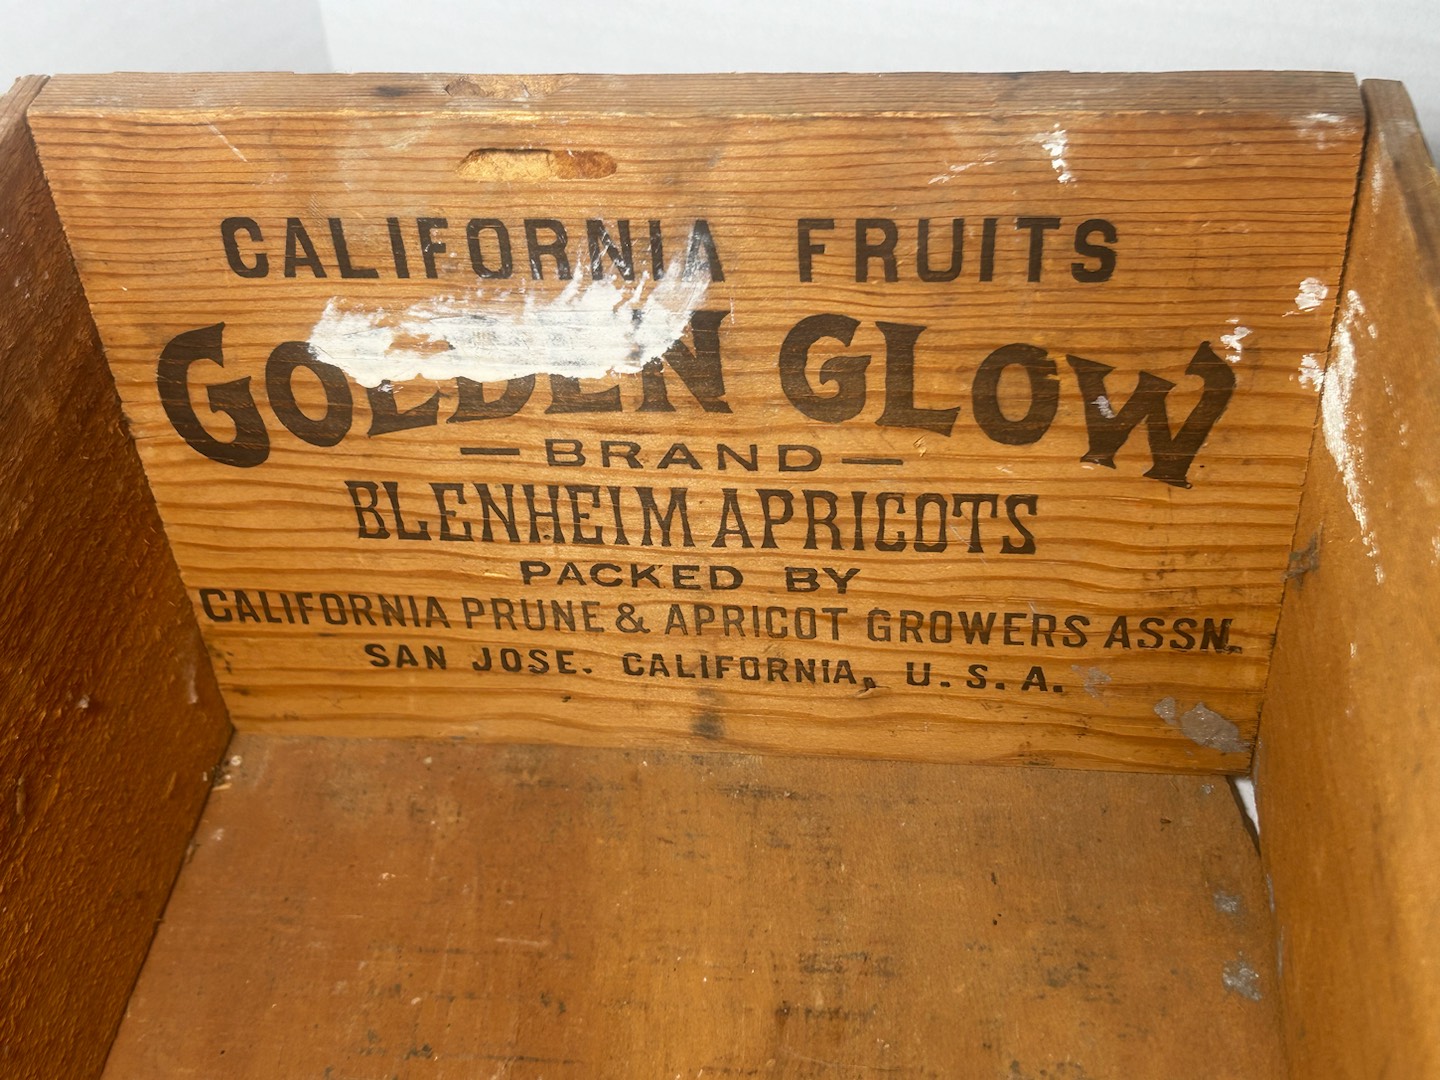 CALIFORNIA FRUITS
GOLDEN GLOW
— BRAND —
BLENHEIM APRICOTS
PACKED BY
CALIFORNIA PRUNE & APRICOT GROWERS ASSN.
SAN JOSE. CALIFORNIA, U.S.A.